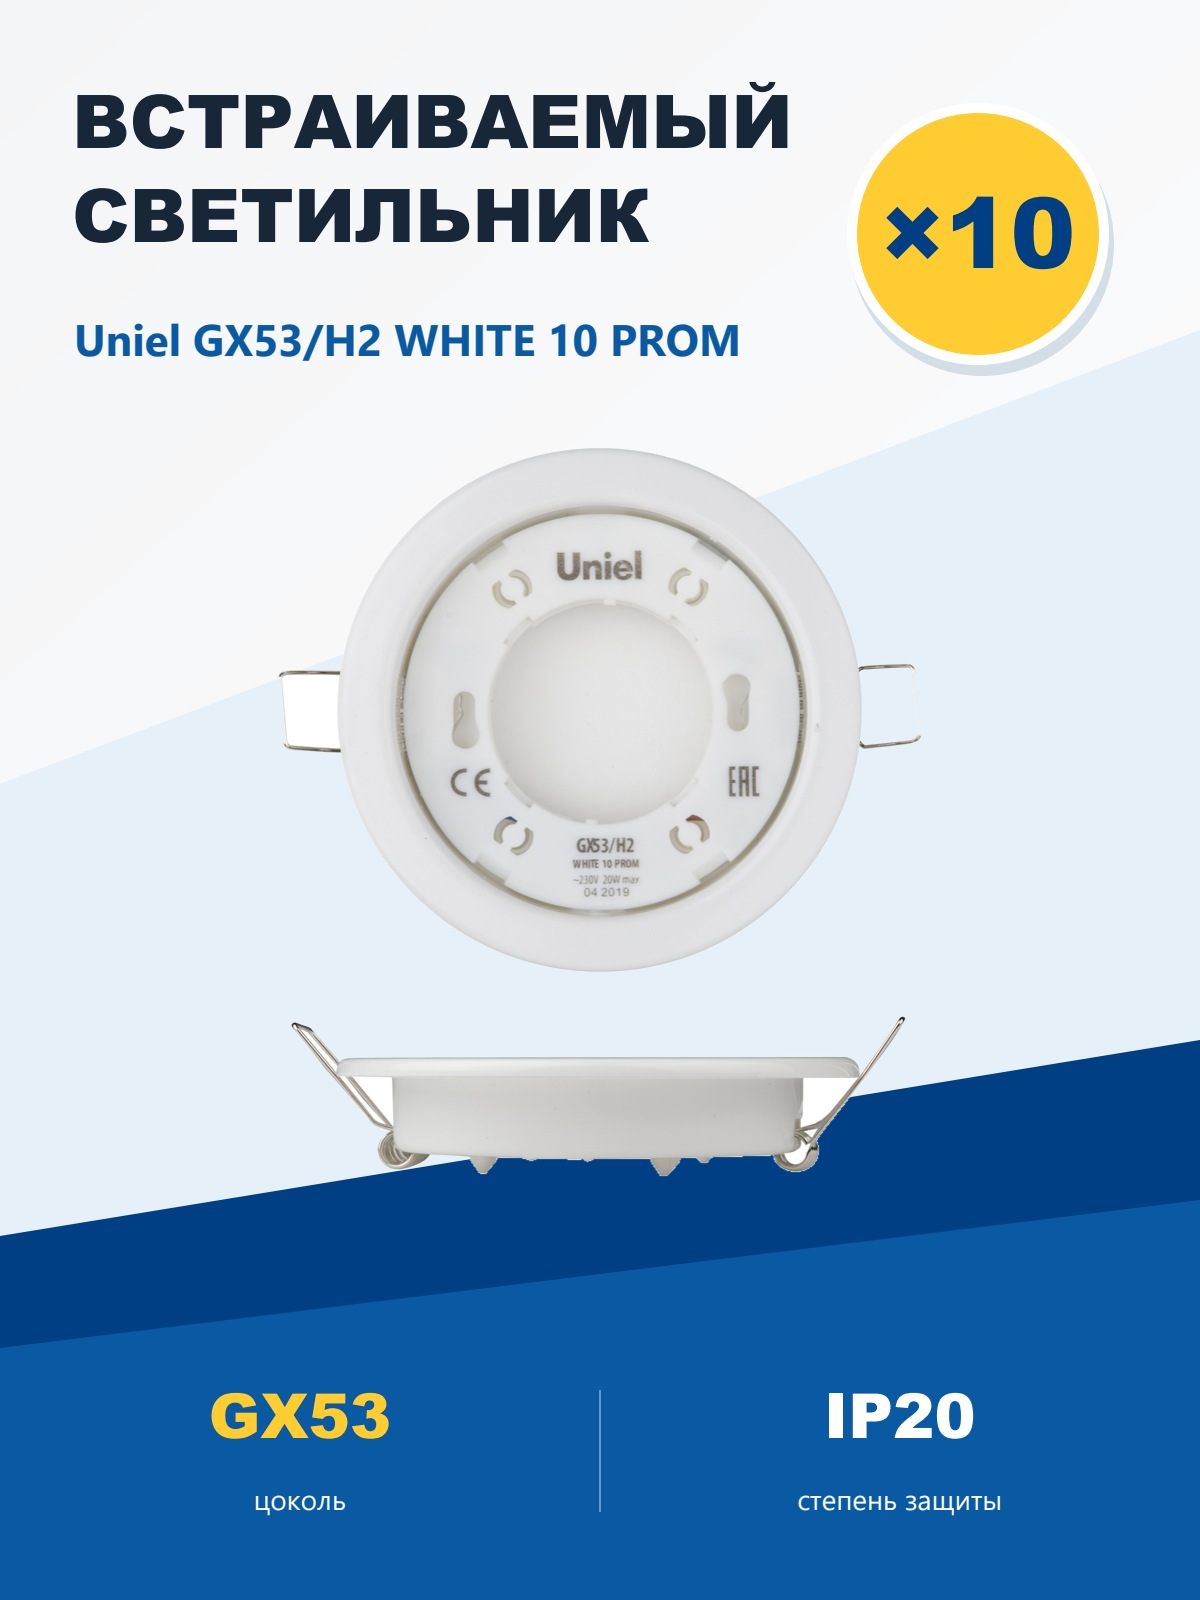 ВСТРАИВАЕМЫЙ
СВЕТИЛЬНИК
×10
Uniel GX53/H2 WHITE 10 PROM
Uniel
CE
EAC
GX53/H2
WHITE 10 PROM
~230V 20W max
04 2019
GX53
цоколь
IP20
степень защиты